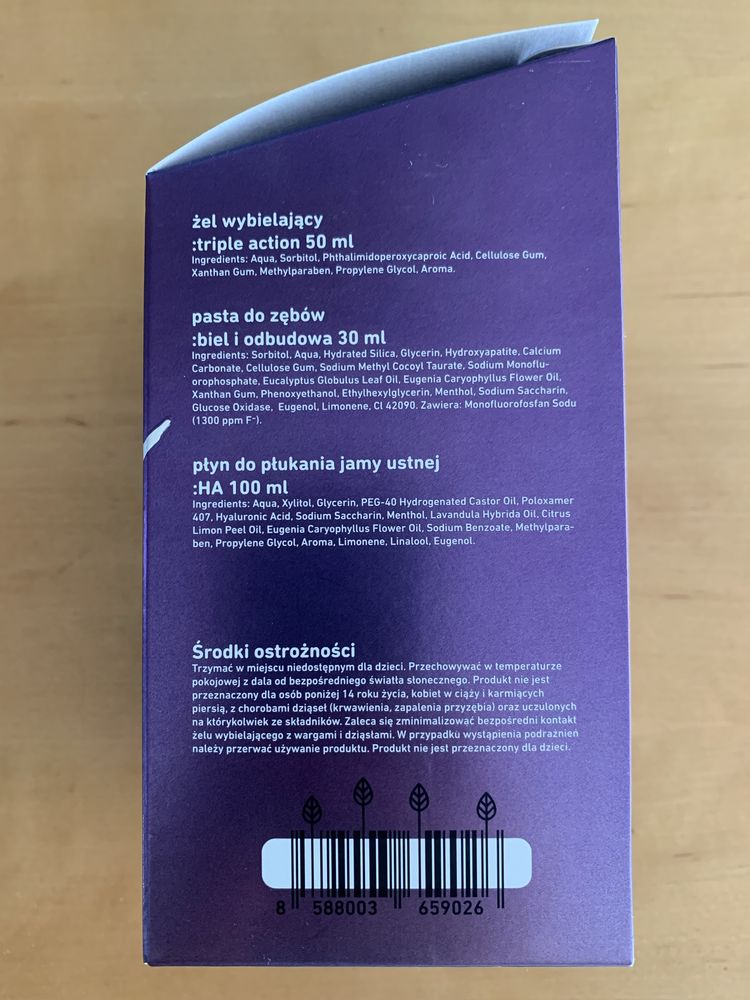 żel wybielający
:triple action 50 ml
Ingredients: Aqua, Sorbitol, Phthalimidoperoxycaproic Acid, Cellulose Gum,
Xanthan Gum, Methylparaben, Propylene Glycol, Aroma.
pasta do zębów
:biel i odbudowa 30 ml
Ingredients: Sorbitol, Aqua, Hydrated Silica, Glycerin, Hydroxyapatite, Calcium
Carbonate, Cellulose Gum, Sodium Methyl Cocoyl Taurate, Sodium Monoflu-
orophosphate, Eucalyptus Globulus Leaf Oil, Eugenia Caryophyllus Flower Oil,
Xanthan Gum, Phenoxyethanol, Ethylhexylglycerin, Menthol, Sodium Saccharin,
Glucose Oxidase, Eugenol, Limonene, CI 42090. Zawiera: Monofluorofosfan Sodu
(1300 ppm F⁻).
płyn do płukania jamy ustnej
:HA 100 ml
Ingredients: Aqua, Xylitol, Glycerin, PEG-40 Hydrogenated Castor Oil, Poloxamer
407, Hyaluronic Acid, Sodium Saccharin, Menthol, Lavandula Hybrida Oil, Citrus
Limon Peel Oil, Eugenia Caryophyllus Flower Oil, Sodium Benzoate, Methylpara-
ben, Propylene Glycol, Aroma, Limonene, Linalool, Eugenol.
Środki ostrożności
Trzymać w miejscu niedostępnym dla dzieci. Przechowywać w temperaturze
pokojowej z dala od bezpośredniego światła słonecznego. Produkt nie jest
przeznaczony dla osób poniżej 14 roku życia, kobiet w ciąży i karmiących
piersią, z chorobami dziąseł (krwawienia, zapalenia przyzębia) oraz uczulonych
na którykolwiek ze składników. Zaleca się zminimalizować bezpośredni kontakt
żelu wybielającego z wargami i dziąsłami. W przypadku wystąpienia podrażnień
należy przerwać używanie produktu. Produkt nie jest przeznaczony dla dzieci.
8 588003 659026